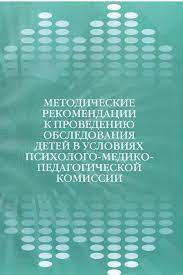 МЕТОДИЧЕСКИЕ
РЕКОМЕНДАЦИИ
К ПРОВЕДЕНИЮ
ОБСЛЕДОВАНИЯ
ДЕТЕЙ В УСЛОВИЯХ
ПСИХОЛОГО-МЕДИКО-
ПЕДАГОГИЧЕСКОЙ
КОМИССИИ